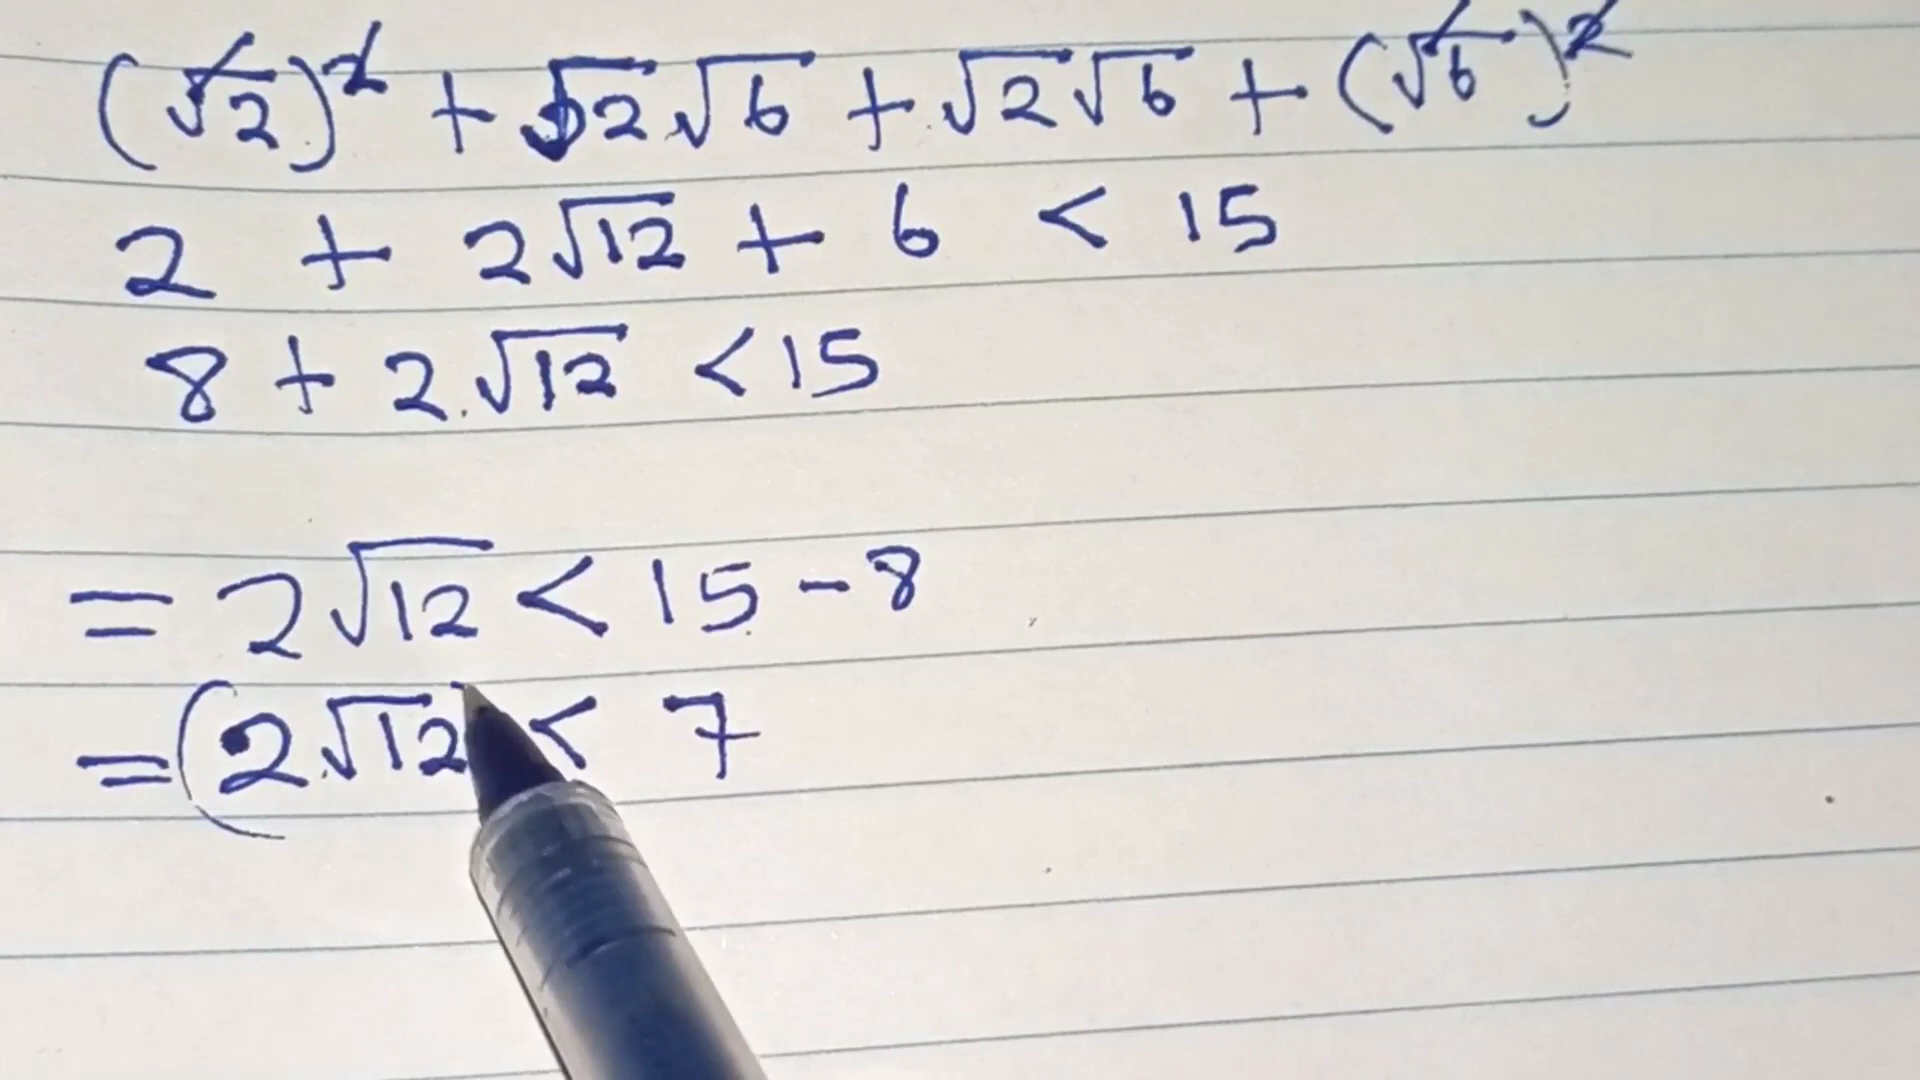 (√2)² + √2√6 + √2√6 + (√6)²
2 + 2√12 + 6 < 15
8 + 2.√12 < 15
= 2√12 < 15 - 8
= (2√12) < 7